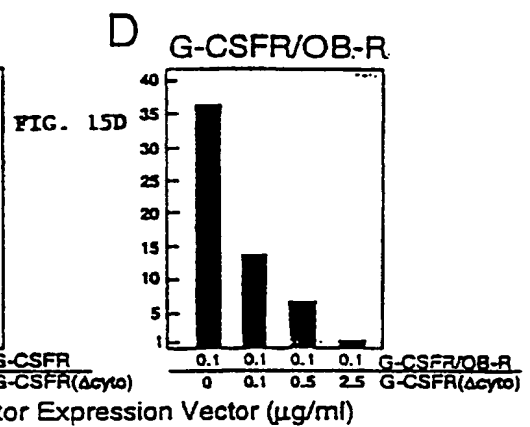 D
G-CSFR/OB-R
FIG. 15D
40
35
30
25
20
15
10
5
1
0.1 0.1 0.1 0.1 G-CSFR/OB-R
0 0.1 0.5 2.5 G-CSFR(Δcyto)
G-CSFR
G-CSFR(Δcyto)
tor Expression Vector (μg/ml)